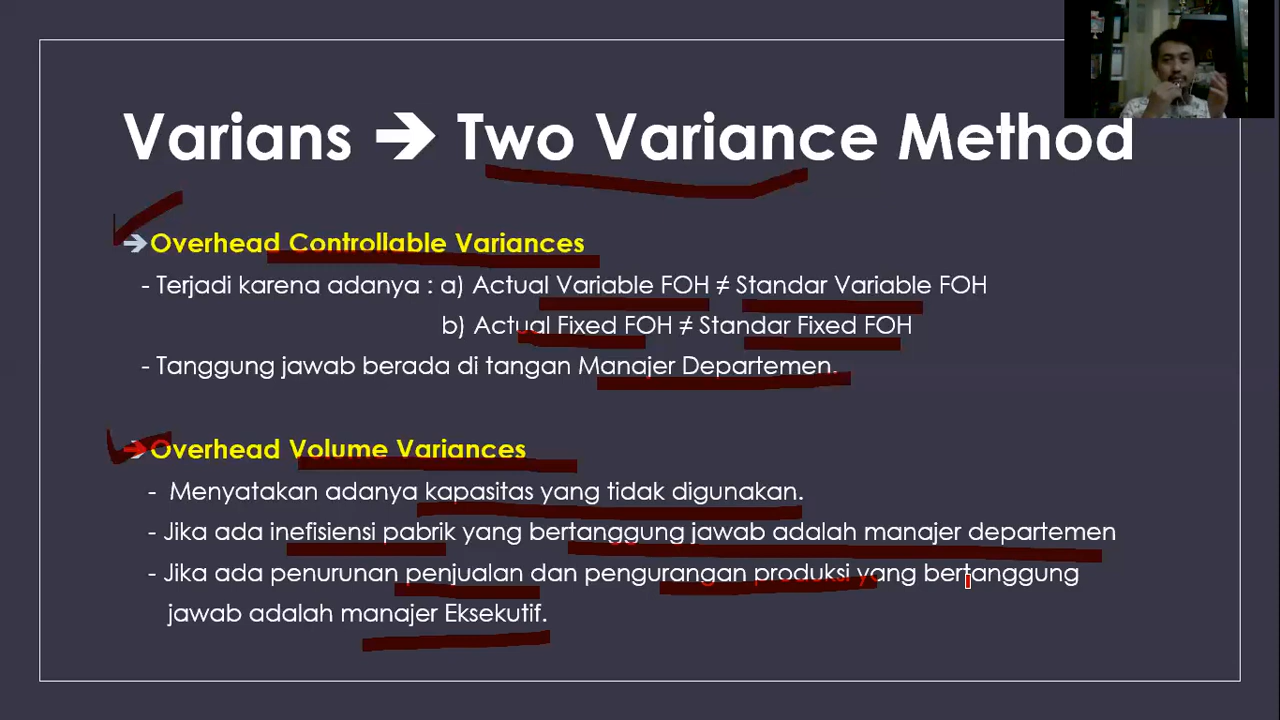 Varians ➔ Two Variance Method
➔Overhead Controllable Variances
- Terjadi karena adanya : a) Actual Variable FOH ≠ Standar Variable FOH
b) Actual Fixed FOH ≠ Standar Fixed FOH
- Tanggung jawab berada di tangan Manajer Departemen.
➔Overhead Volume Variances
- Menyatakan adanya kapasitas yang tidak digunakan.
- Jika ada inefisiensi pabrik yang bertanggung jawab adalah manajer departemen
- Jika ada penurunan penjualan dan pengurangan produksi yang bertanggung
jawab adalah manajer Eksekutif.